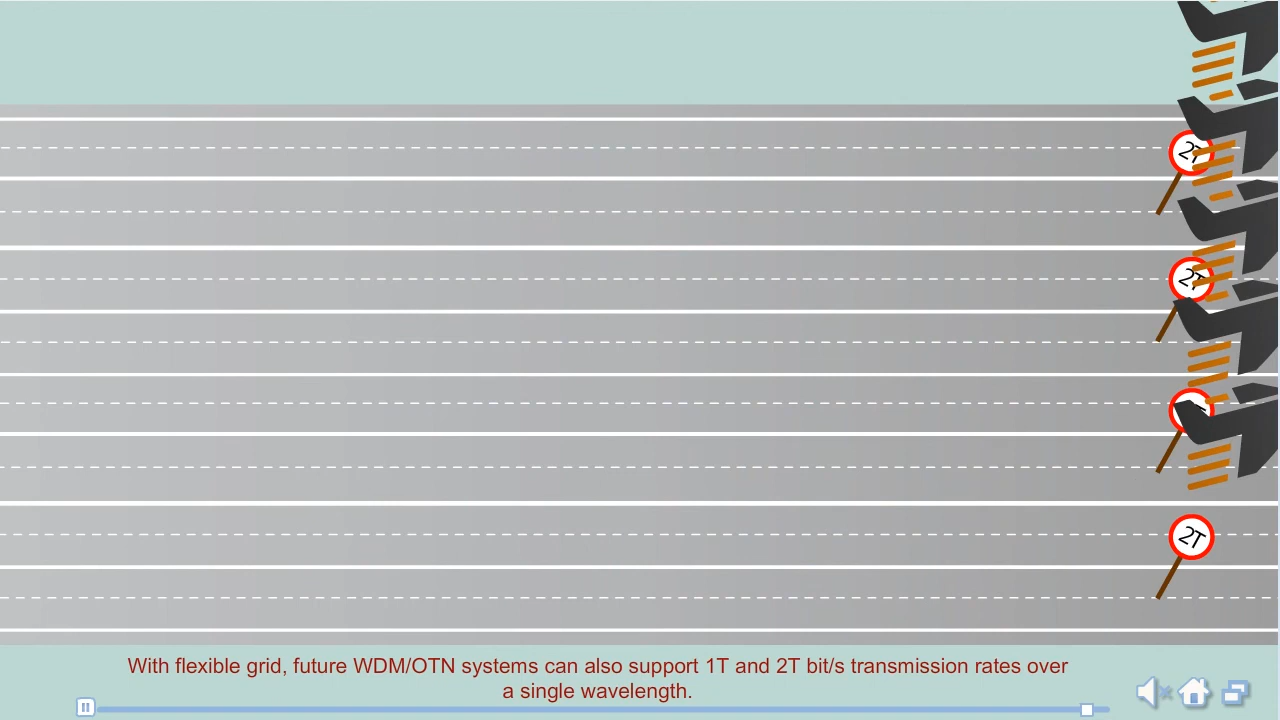 2T
2T
2T
With flexible grid, future WDM/OTN systems can also support 1T and 2T bit/s transmission rates over
a single wavelength.